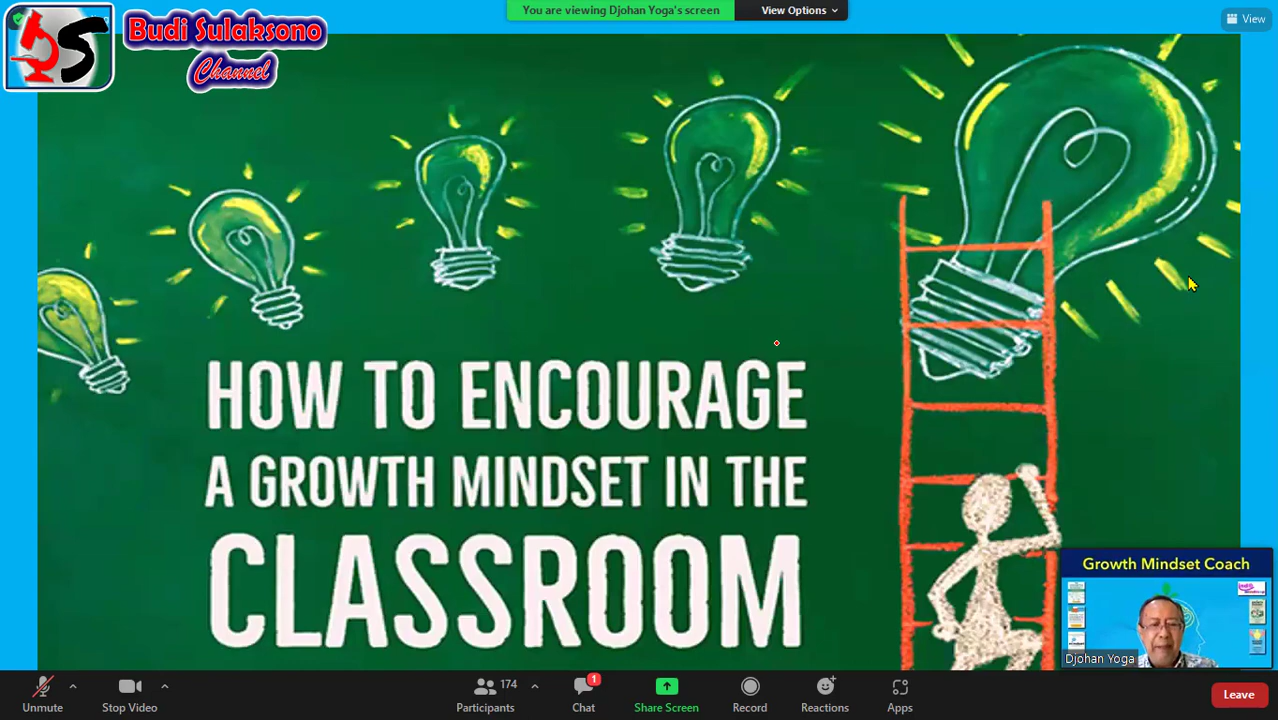 You are viewing Djohan Yoga's screen
View Options
View
Budi Sulaksono
Channel
HOW TO ENCOURAGE
A GROWTH MINDSET IN THE
CLASSROOM
Growth Mindset Coach
Djohan Yoga
Unmute
Stop Video
174
Participants
1
Chat
Share Screen
Record
Reactions
Apps
Leave